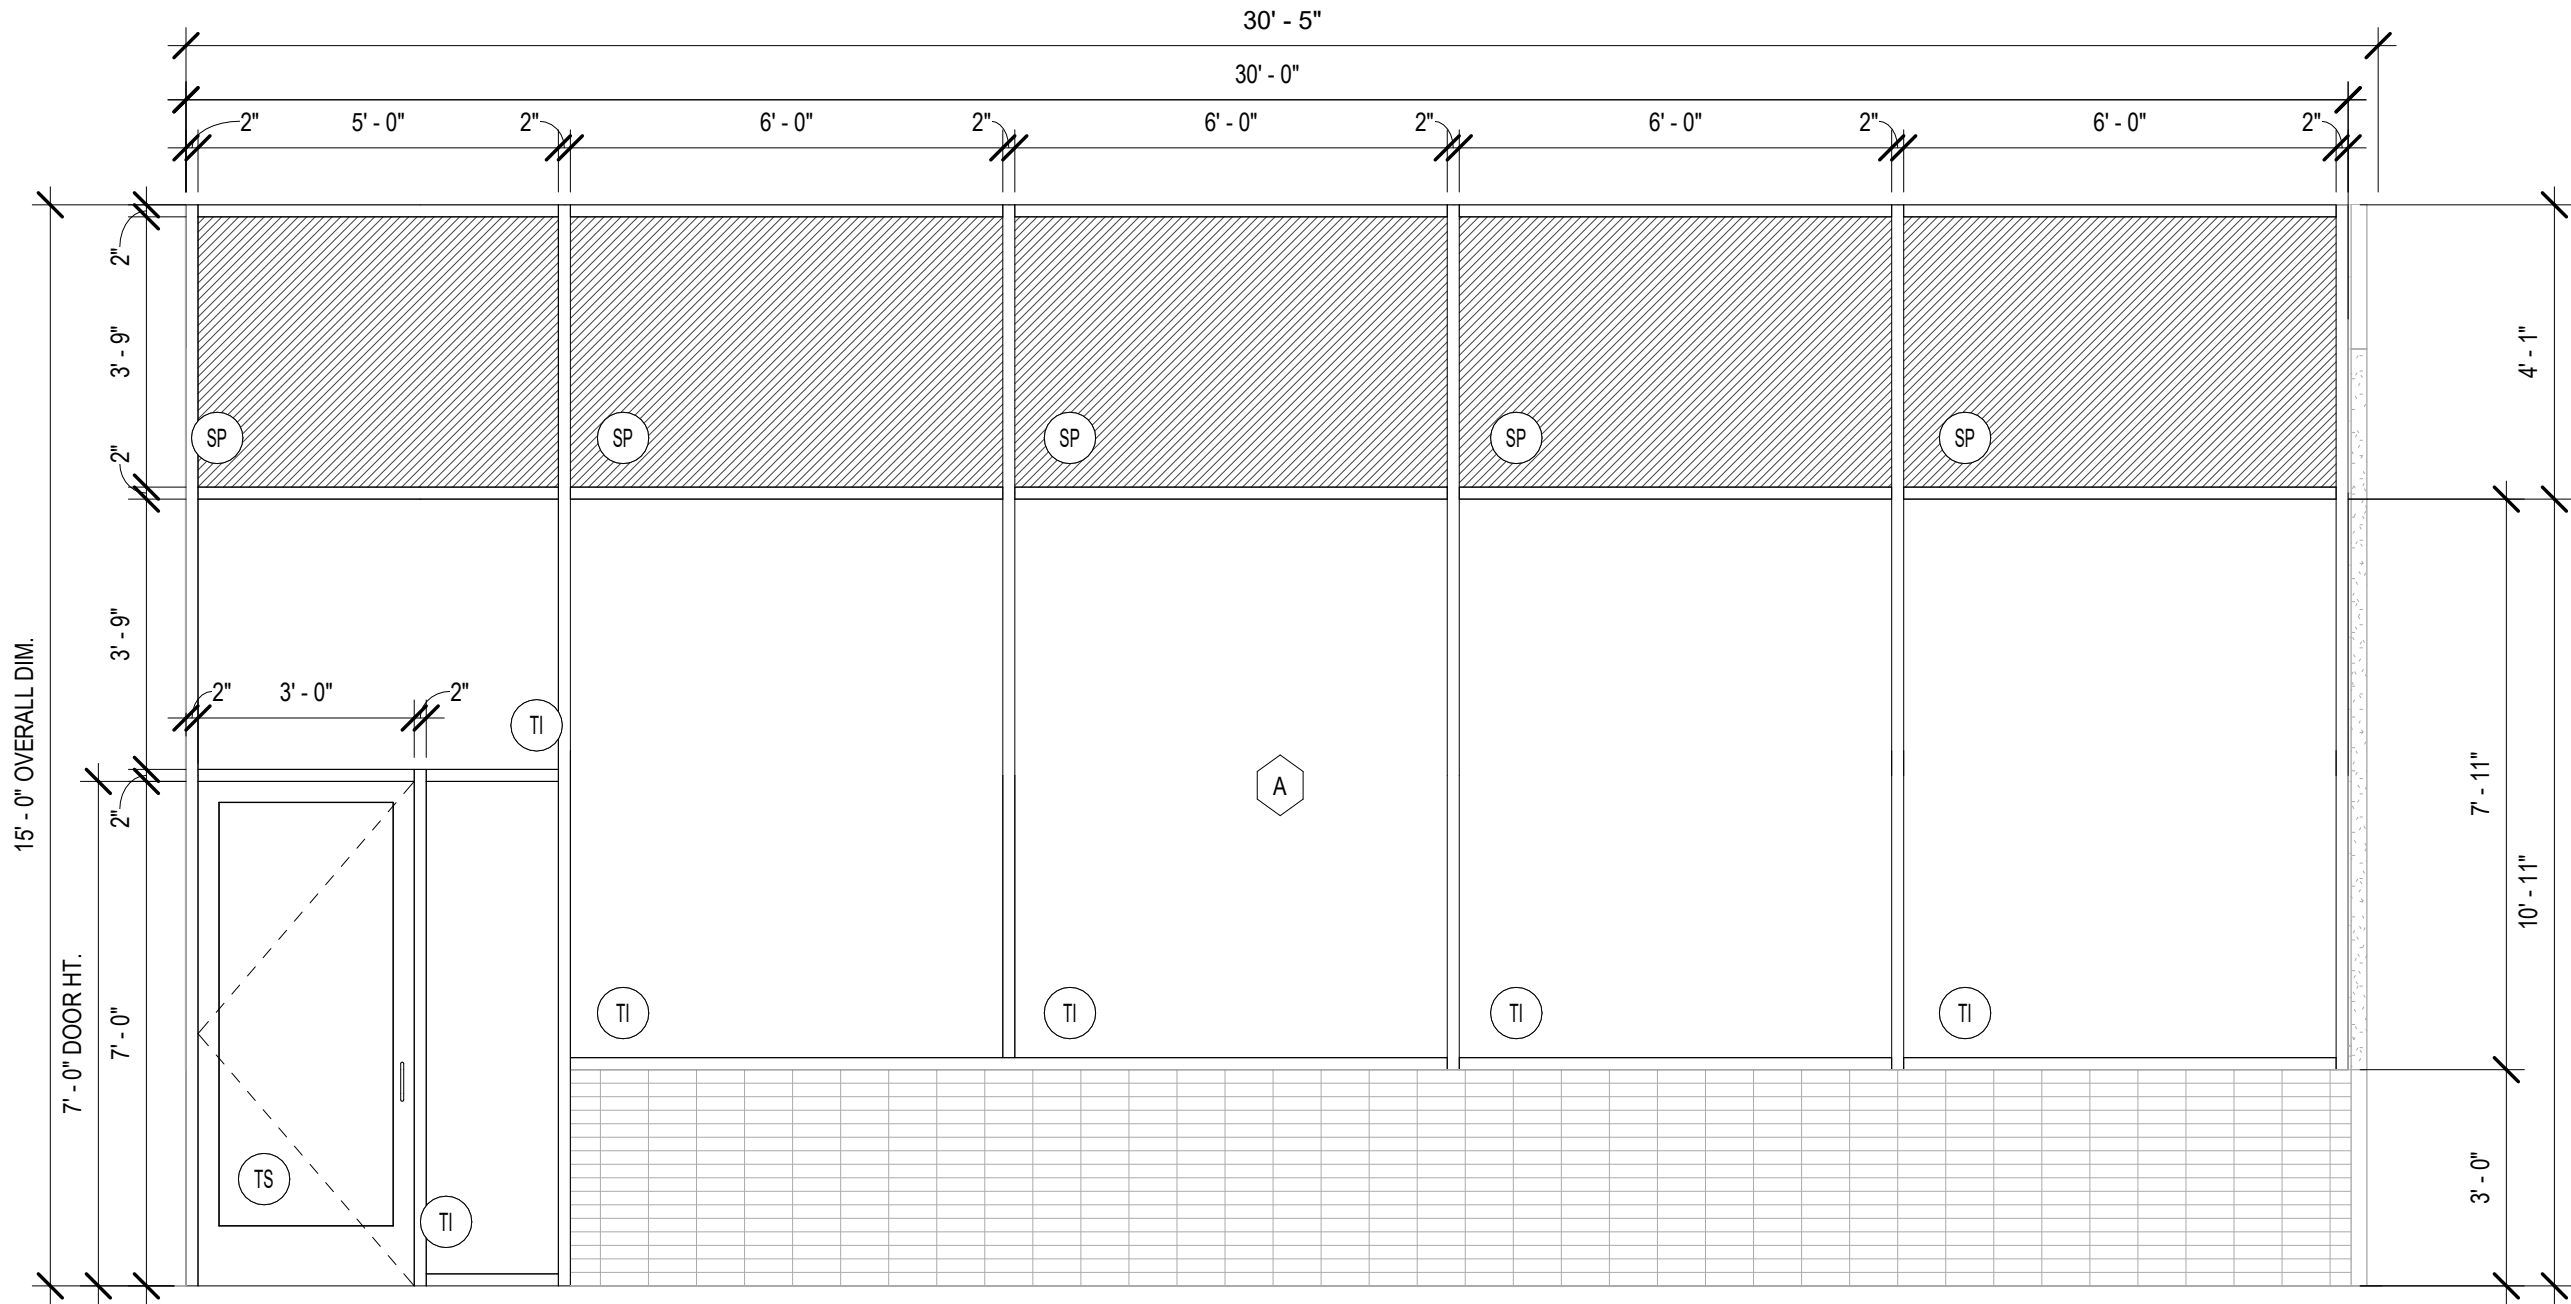 30' - 5"
30' - 0"
2" 5' - 0" 2" 6' - 0" 2" 6' - 0" 2" 6' - 0" 2" 6' - 0" 2"
2"
3' - 9"
4' - 1"
SP SP SP SP SP
2"
3' - 9"
15' - 0" OVERALL DIM.
2" 3' - 0" 2"
TI
A
7' - 11"
2"
10' - 11"
7' - 0" DOOR HT.
7' - 0"
TI TI TI TI
TS
3' - 0"
TI